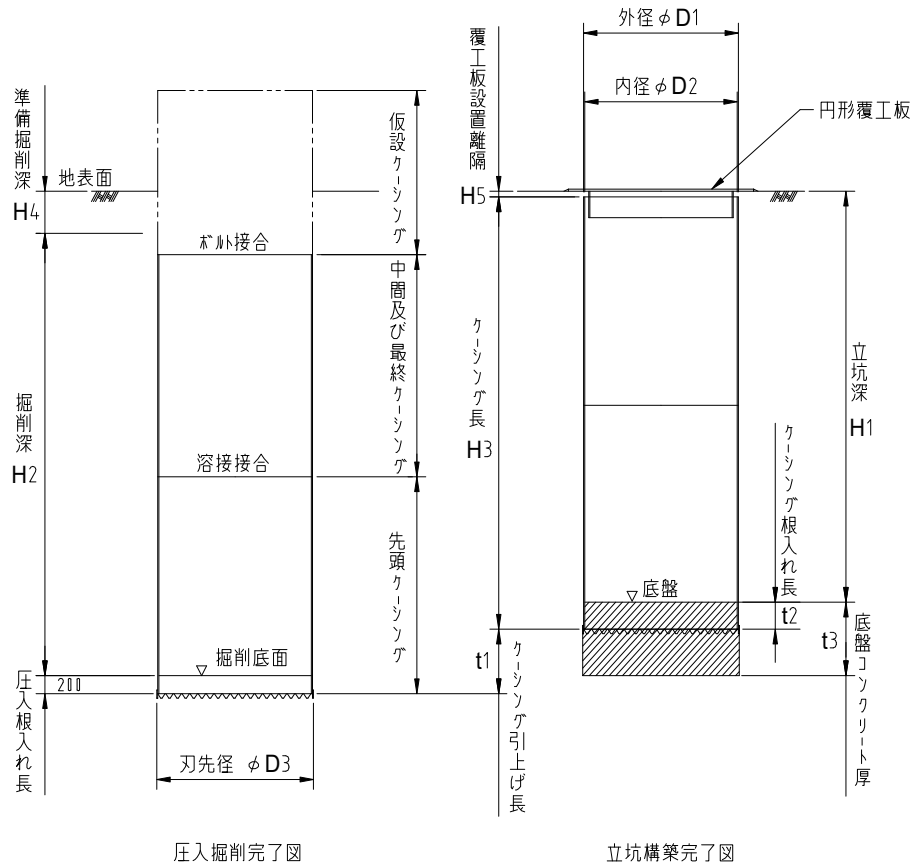 準備掘削深
H4
地表面
ボルト接合
仮設ケーシング
中間及び最終ケーシング
掘削深
H2
溶接接合
先頭ケーシング
掘削底面
200
圧入根入れ長
刃先径 φD3
圧入掘削完了図
外径φD1
内径φD2
覆工板設置離隔
H5
円形覆工板
ケーシング長
H3
立坑深
H1
ケーシング根入れ長
t2
底盤
t1
ケーシング引上げ長
t3
底盤コンクリート厚
立坑構築完了図